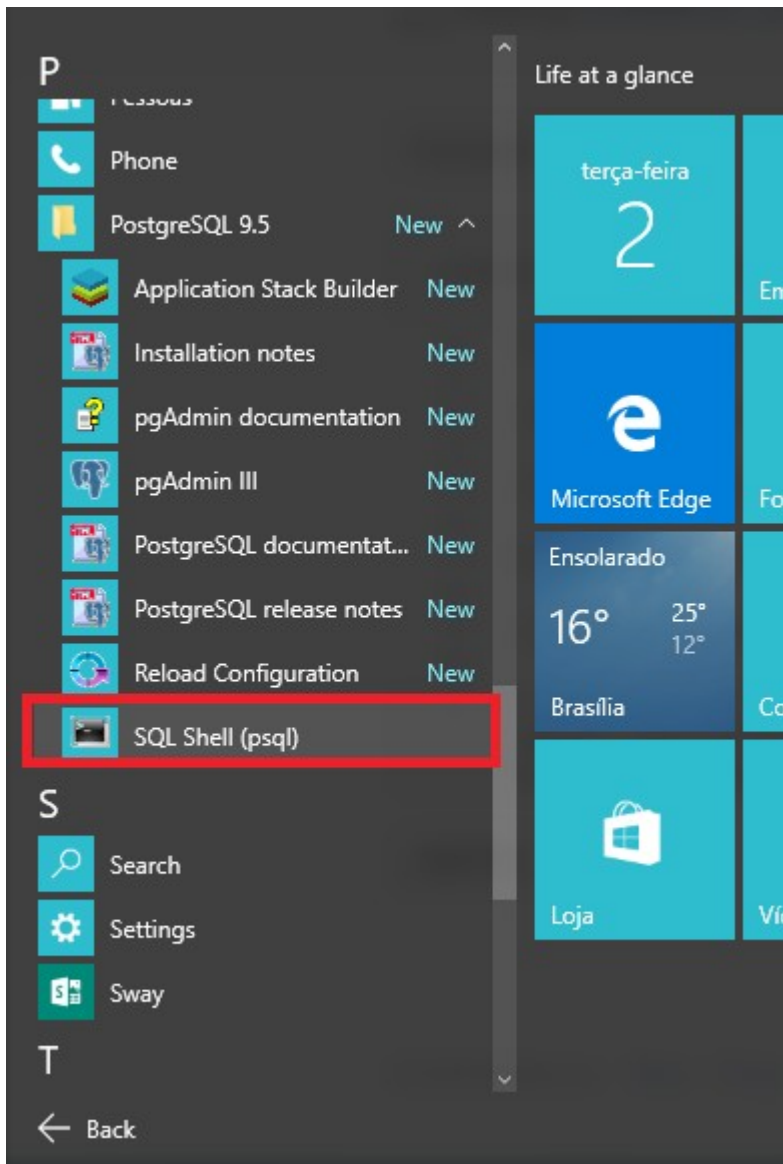 P
Phone
PostgreSQL 9.5 New
Application Stack Builder New
Installation notes New
pgAdmin documentation New
pgAdmin III New
PostgreSQL documentat... New
PostgreSQL release notes New
Reload Configuration New
SQL Shell (psql)
S
Search
Settings
Sway
T
Back
Life at a glance
terça-feira
2
Microsoft Edge
Ensolarado
16° 25°
12°
Brasília
Loja